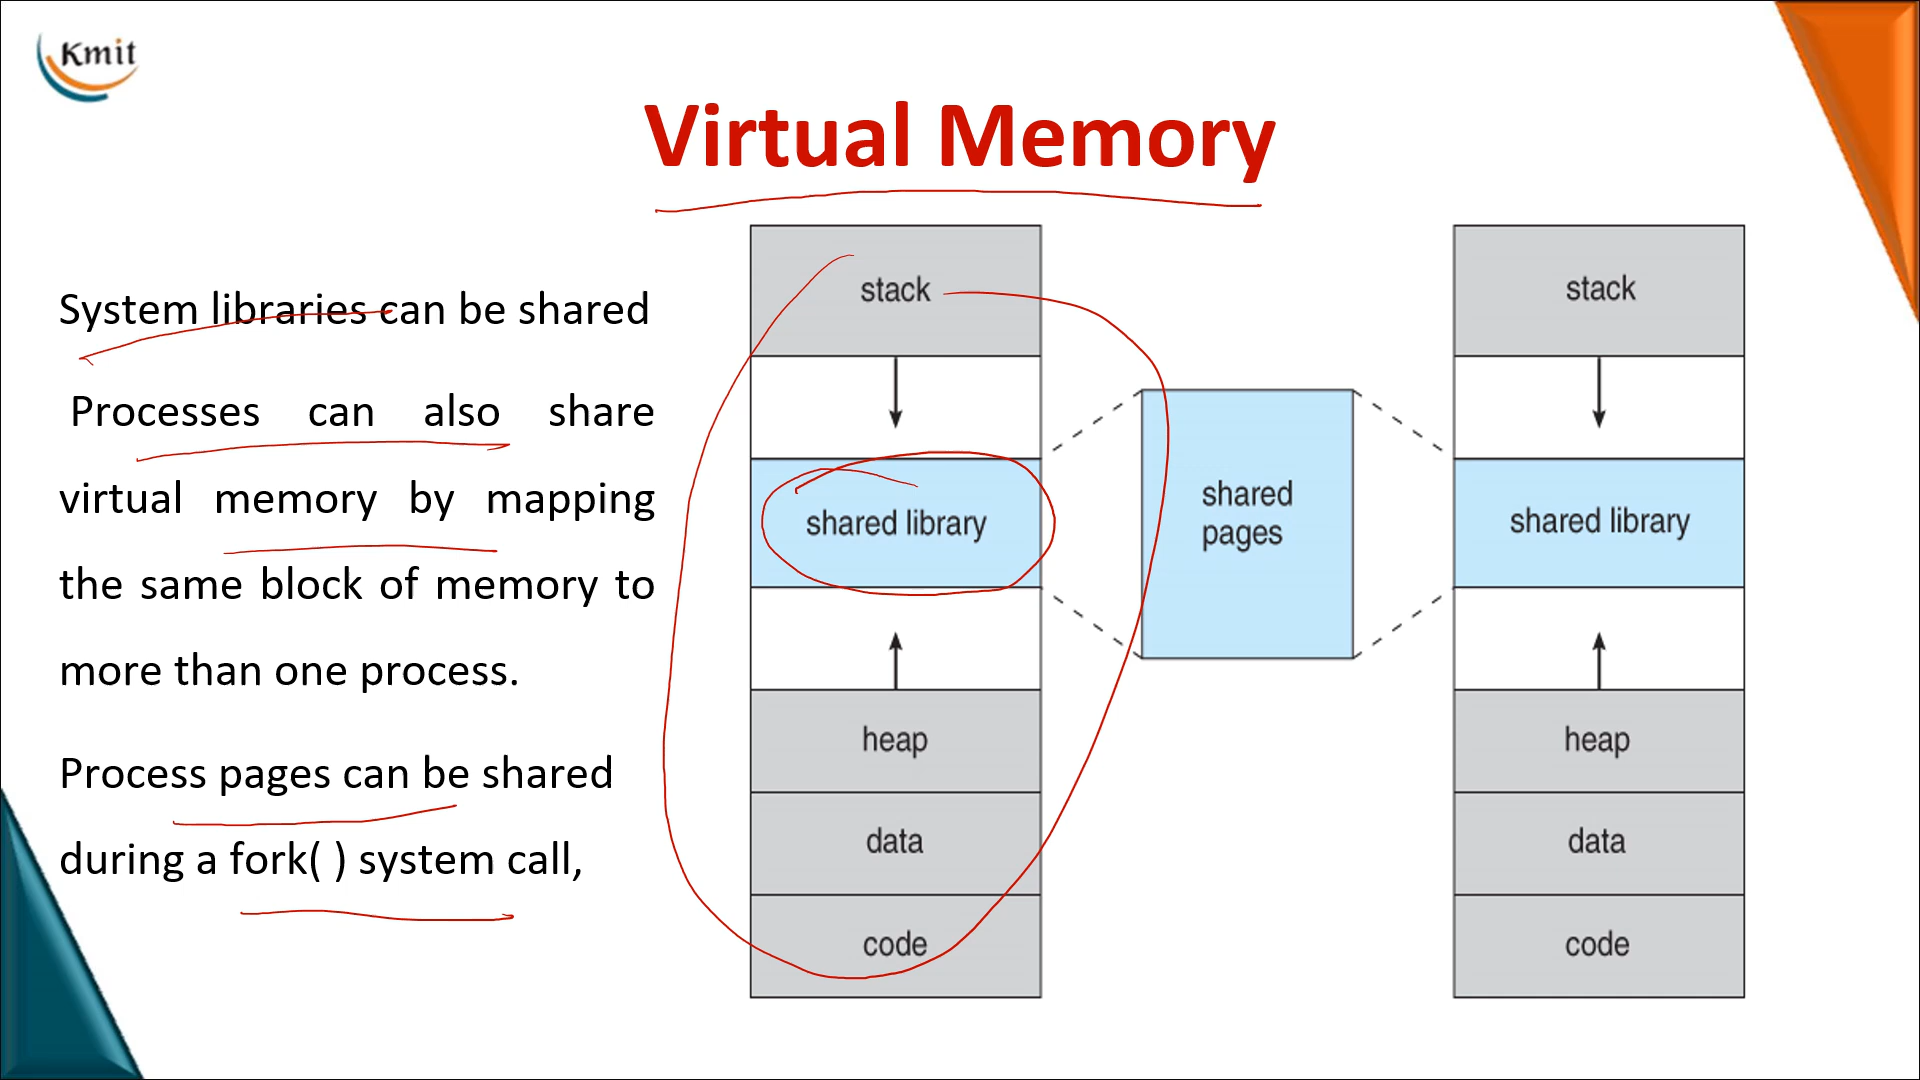 Kmit
Virtual Memory
System libraries can be shared
Processes can also share
virtual memory by mapping
the same block of memory to
more than one process.
Process pages can be shared
during a fork( ) system call,
stack
shared library
heap
data
code
shared
pages
stack
shared library
heap
data
code